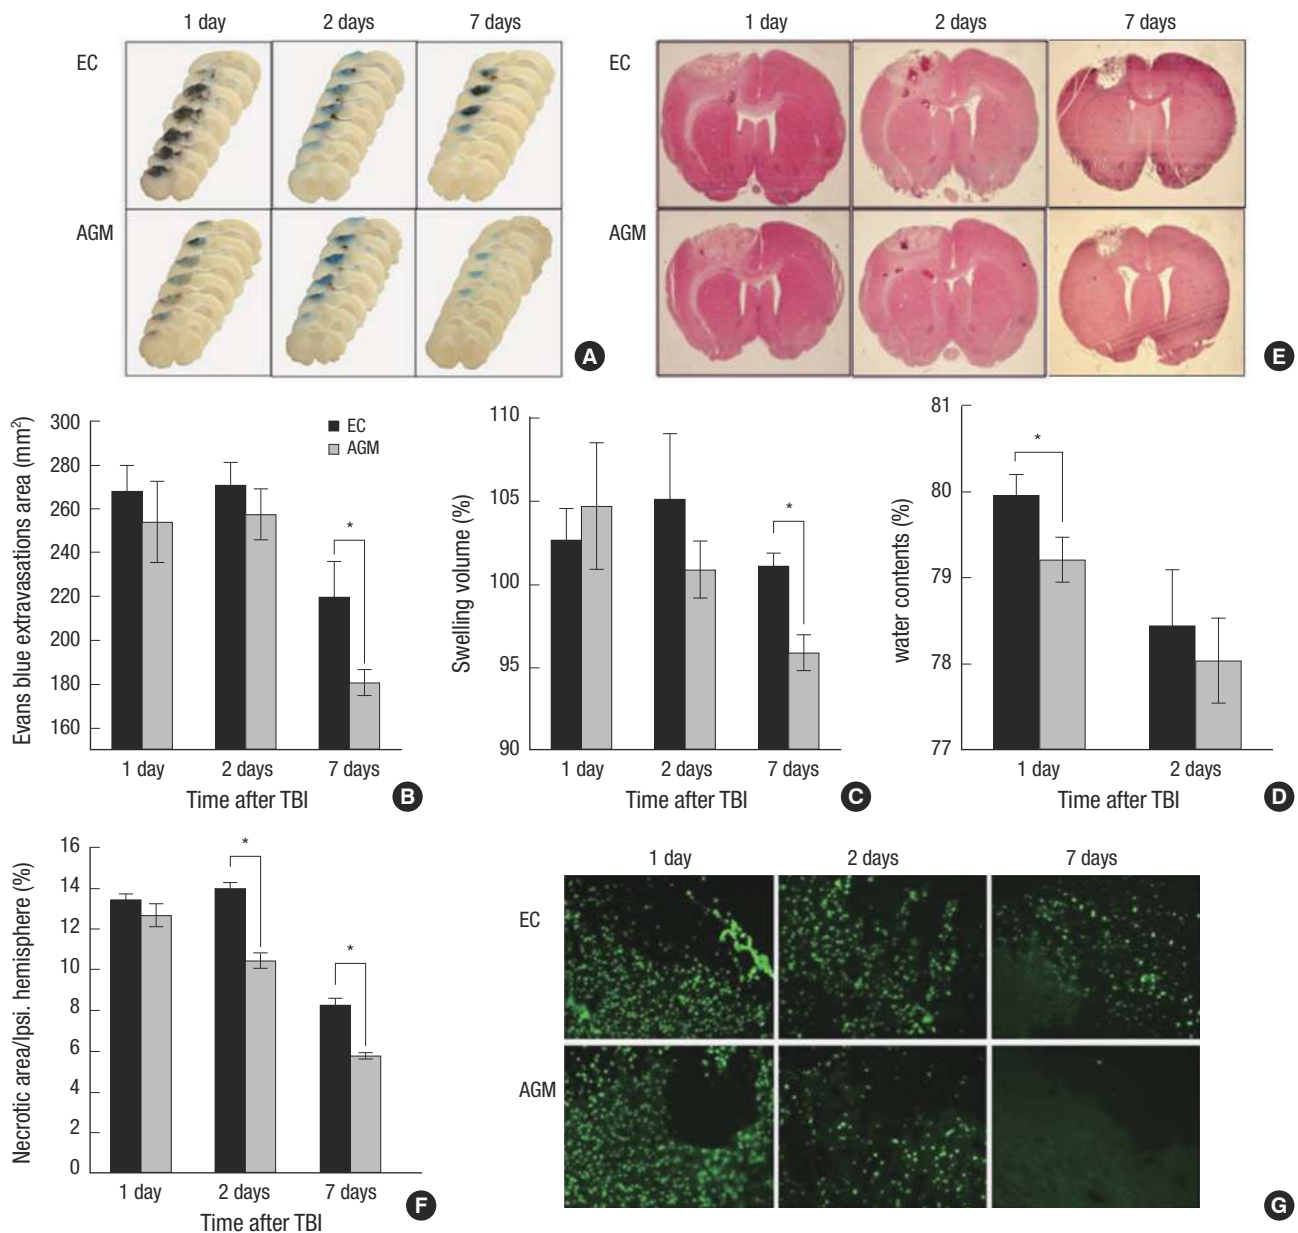 1 day 2 days 7 days
EC
AGM
A
1 day 2 days 7 days
EC
AGM
E
Evans blue extravasations area (mm²)
300
280
260
240
220
200
180
160
EC
AGM
*
1 day 2 days 7 days
Time after TBI
B
Swelling volume (%)
110
105
100
95
90
*
1 day 2 days 7 days
Time after TBI
C
water contents (%)
81
80
79
78
77
*
1 day 2 days
Time after TBI
D
Necrotic area/Ipsi. hemisphere (%)
16
14
12
10
8
6
4
2
0
*
*
1 day 2 days 7 days
Time after TBI
F
1 day 2 days 7 days
EC
AGM
G